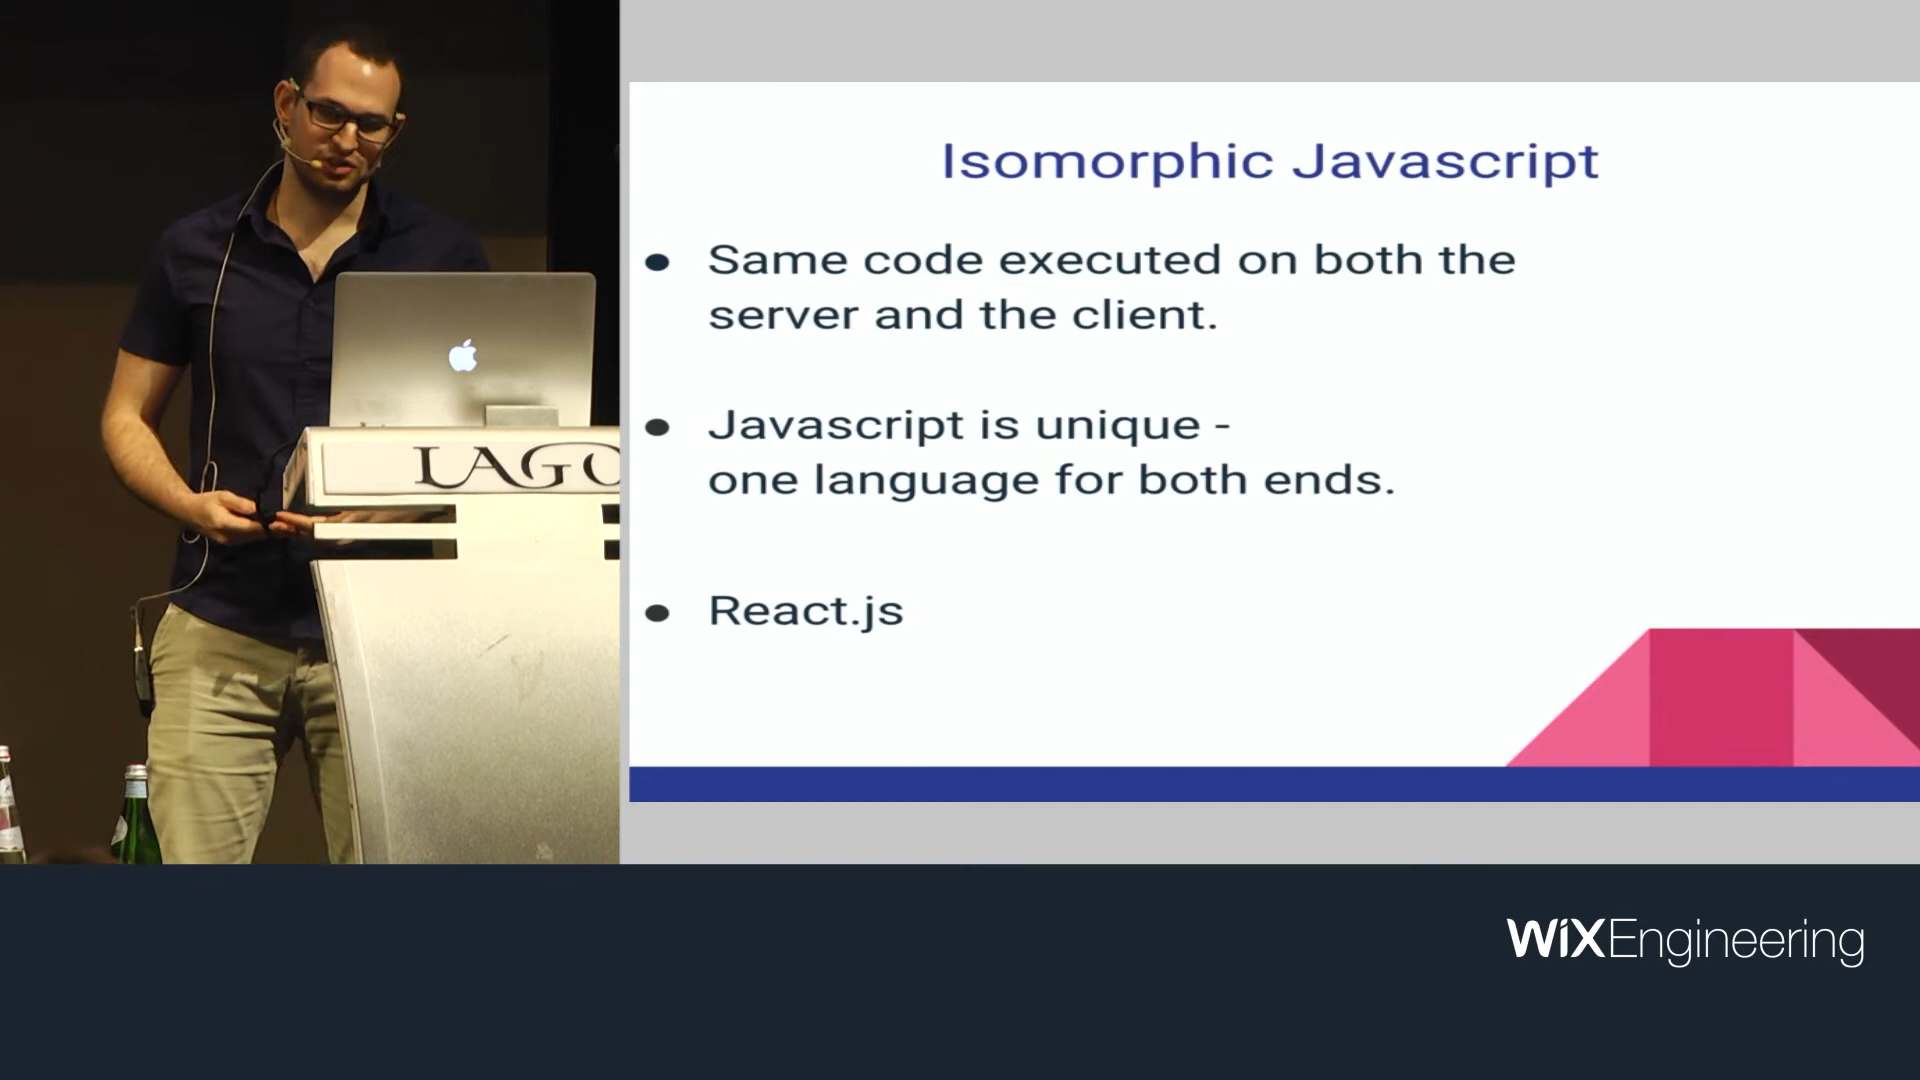 Isomorphic Javascript
● Same code executed on both the
server and the client.
● Javascript is unique -
one language for both ends.
● React.js
LAGO
WiXEngineering